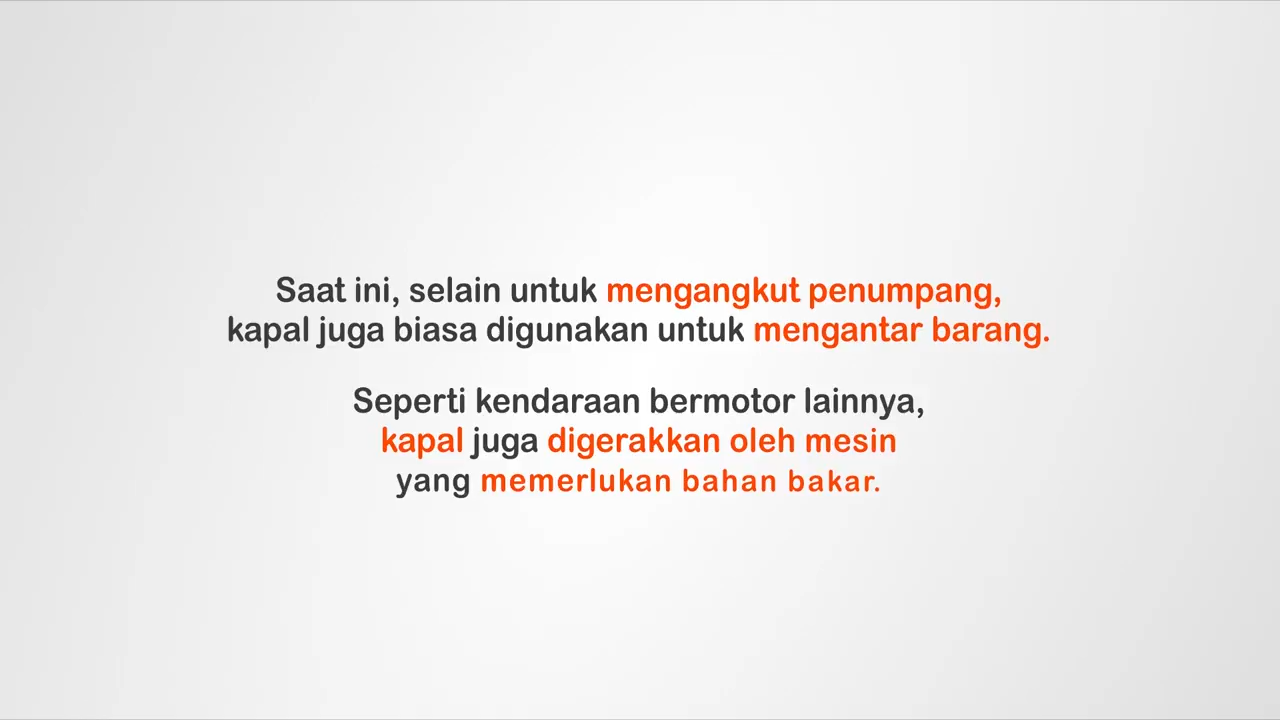 Saat ini, selain untuk mengangkut penumpang,
kapal juga biasa digunakan untuk mengantar barang.
Seperti kendaraan bermotor lainnya,
kapal juga digerakkan oleh mesin
yang memerlukan bahan bakar.